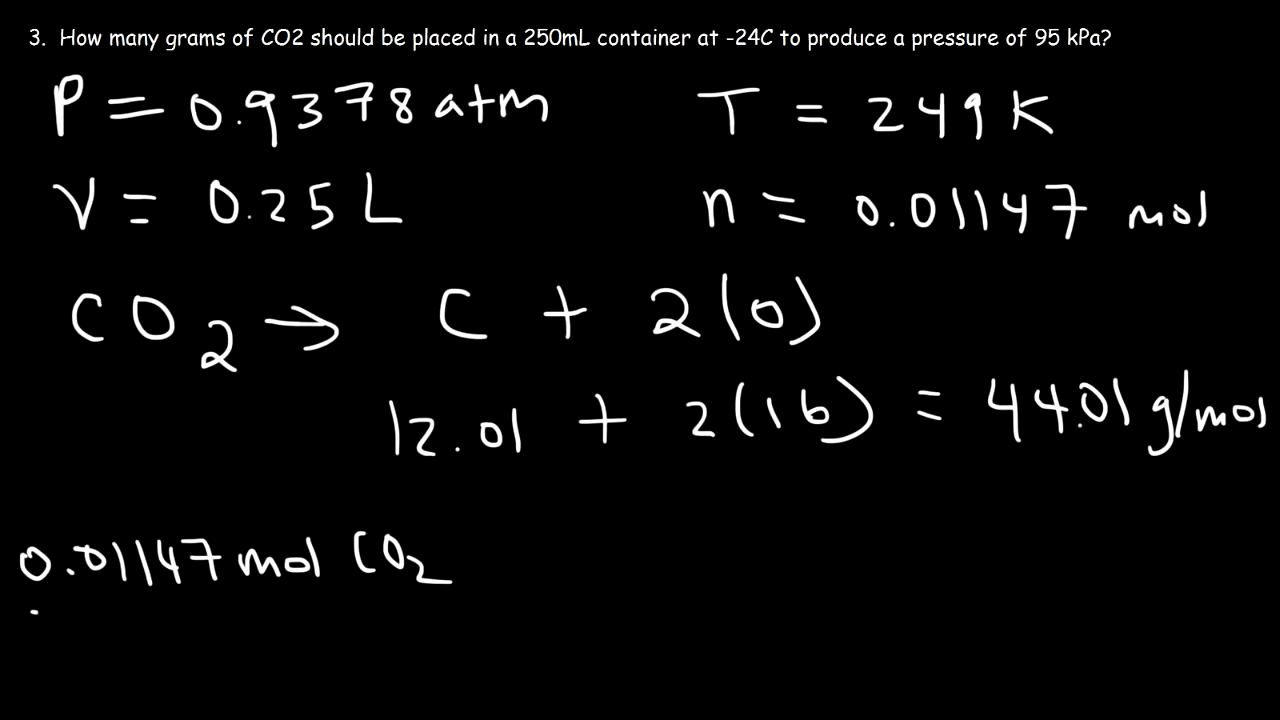 3. How many grams of CO2 should be placed in a 250mL container at -24C to produce a pressure of 95 kPa?
P = 0.9378 atm T = 249 K
V = 0.25 L n = 0.01147 mol
CO2 → C + 2(0)
12.01 + 2(16) = 44.01 g/mol
0.01147 mol CO2